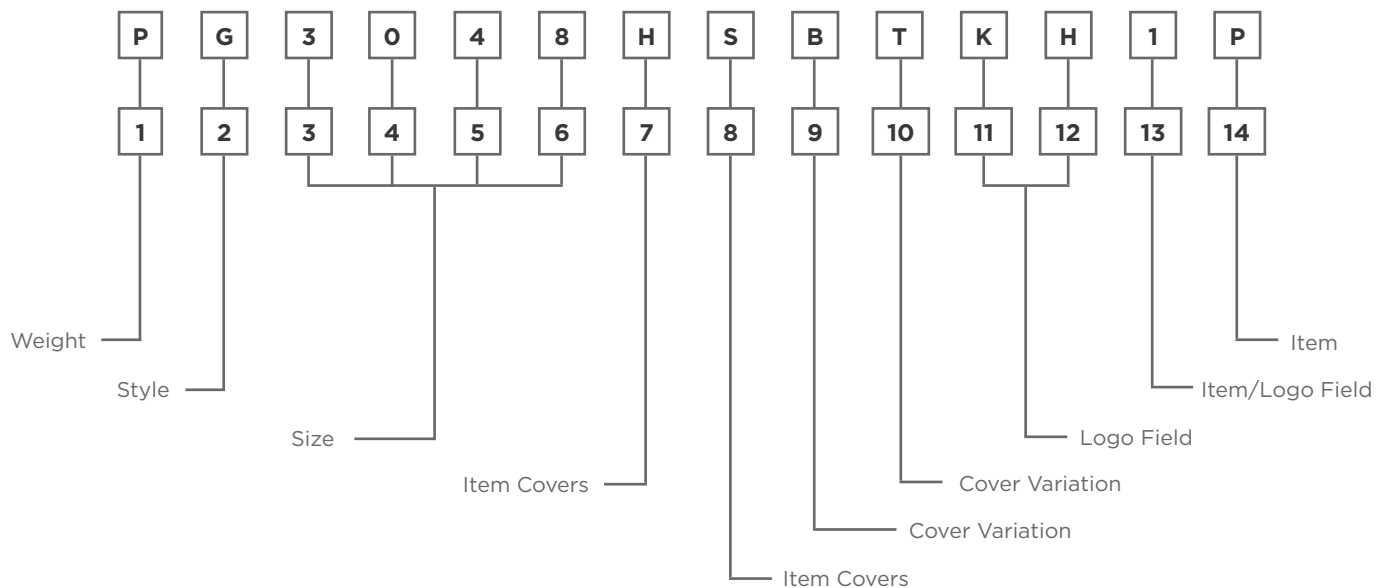 P G 3 0 4 8 H S B T K H 1 P
1 2 3 4 5 6 7 8 9 10 11 12 13 14
Weight
Item
Style
Item/Logo Field
Size
Logo Field
Item Covers
Cover Variation
Cover Variation
Item Covers